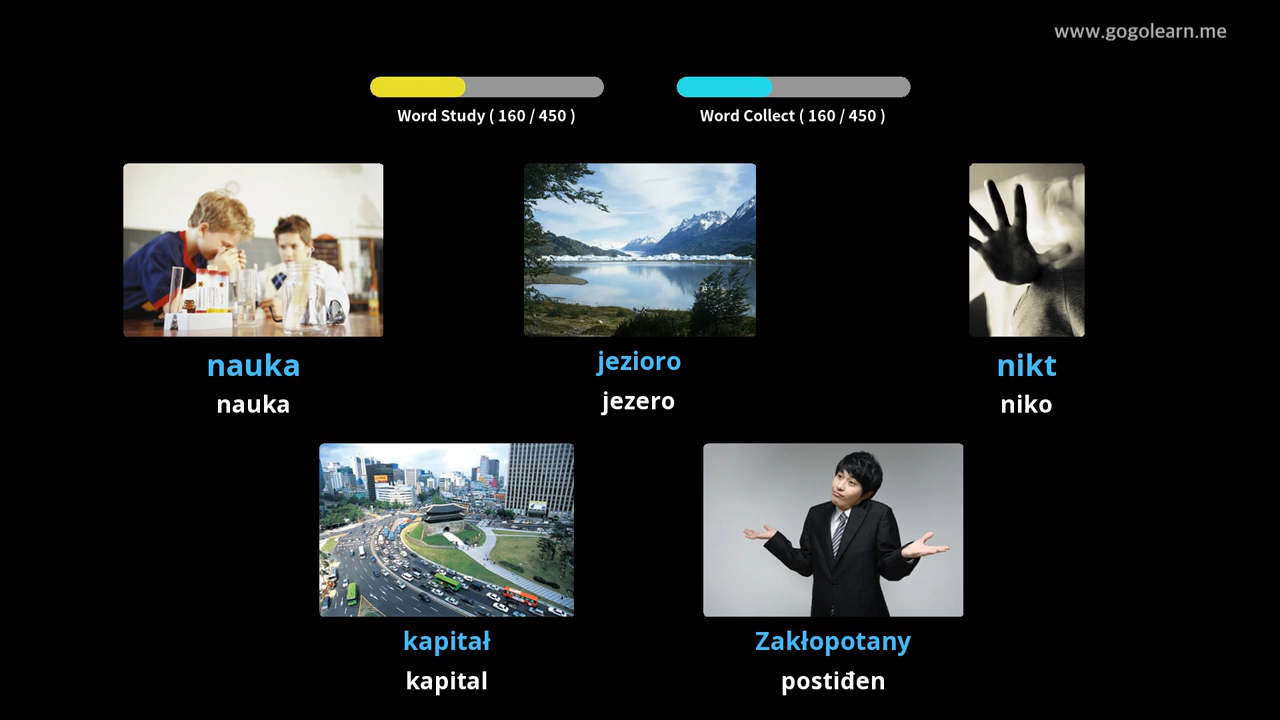 www.gogolearn.me
Word Study ( 160 / 450 )
Word Collect ( 160 / 450 )
nauka
nauka
jezioro
jezero
nikt
niko
kapitał
kapital
Zakłopotany
postiđen